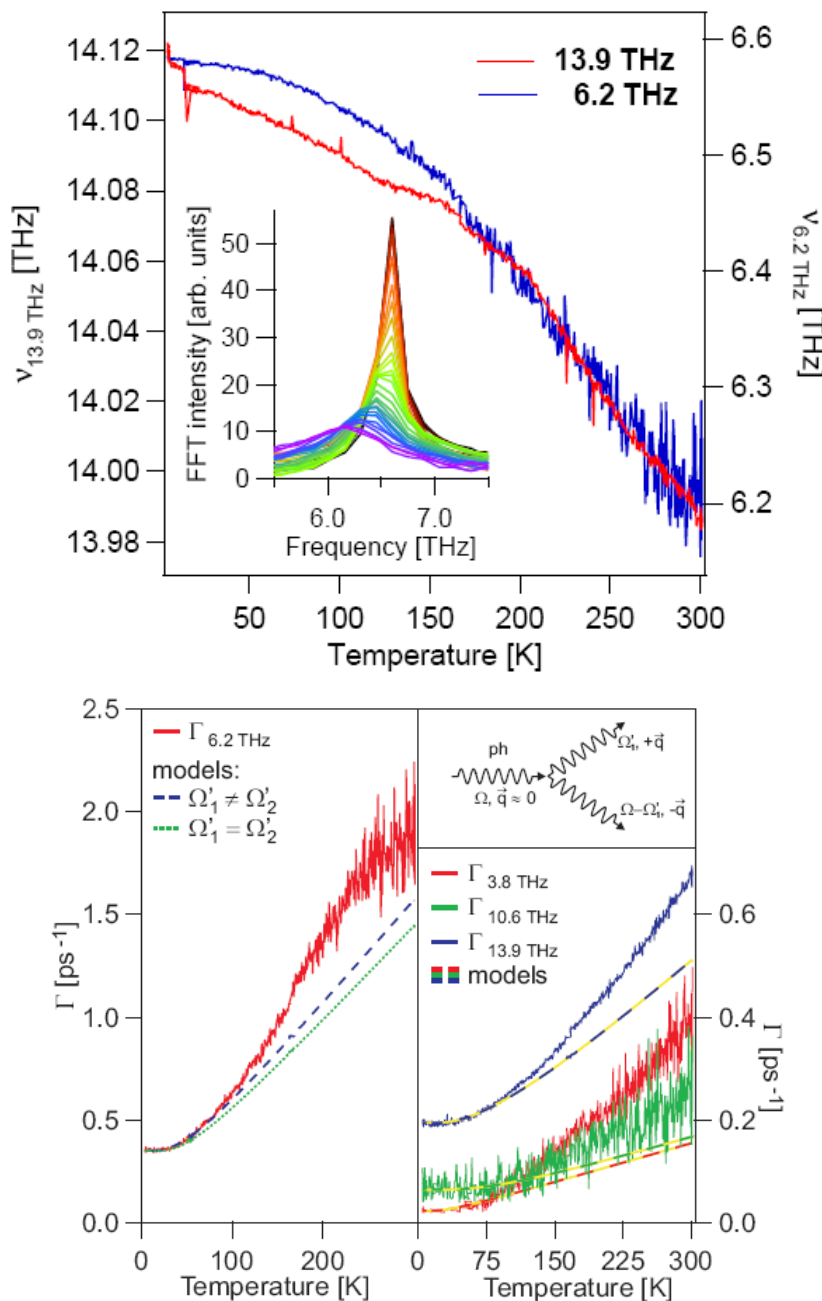 14.12
14.10
14.08
14.06
14.04
14.02
14.00
13.98
ν13.9 THz [THz]
13.9 THz
6.2 THz
6.6
6.5
6.4
6.3
6.2
ν6.2 THz [THz]
FFT intensity [arb. units]
50
40
30
20
10
0
6.0 7.0
Frequency [THz]
50 100 150 200 250 300
Temperature [K]
2.5
2.0
1.5
1.0
0.5
0.0
Γ [ps-1]
Γ 6.2 THz
models:
Ω'1 ≠ Ω'2
Ω'1 = Ω'2
0 100 200
Temperature [K]
ph
Ω, q⃗ ≈ 0
Ω'1, +q⃗
Ω−Ω'1, -q⃗
Γ 3.8 THz
Γ 10.6 THz
Γ 13.9 THz
models
0.6
0.4
0.2
0.0
Γ [ps-1]
0 75 150 225 300
Temperature [K]